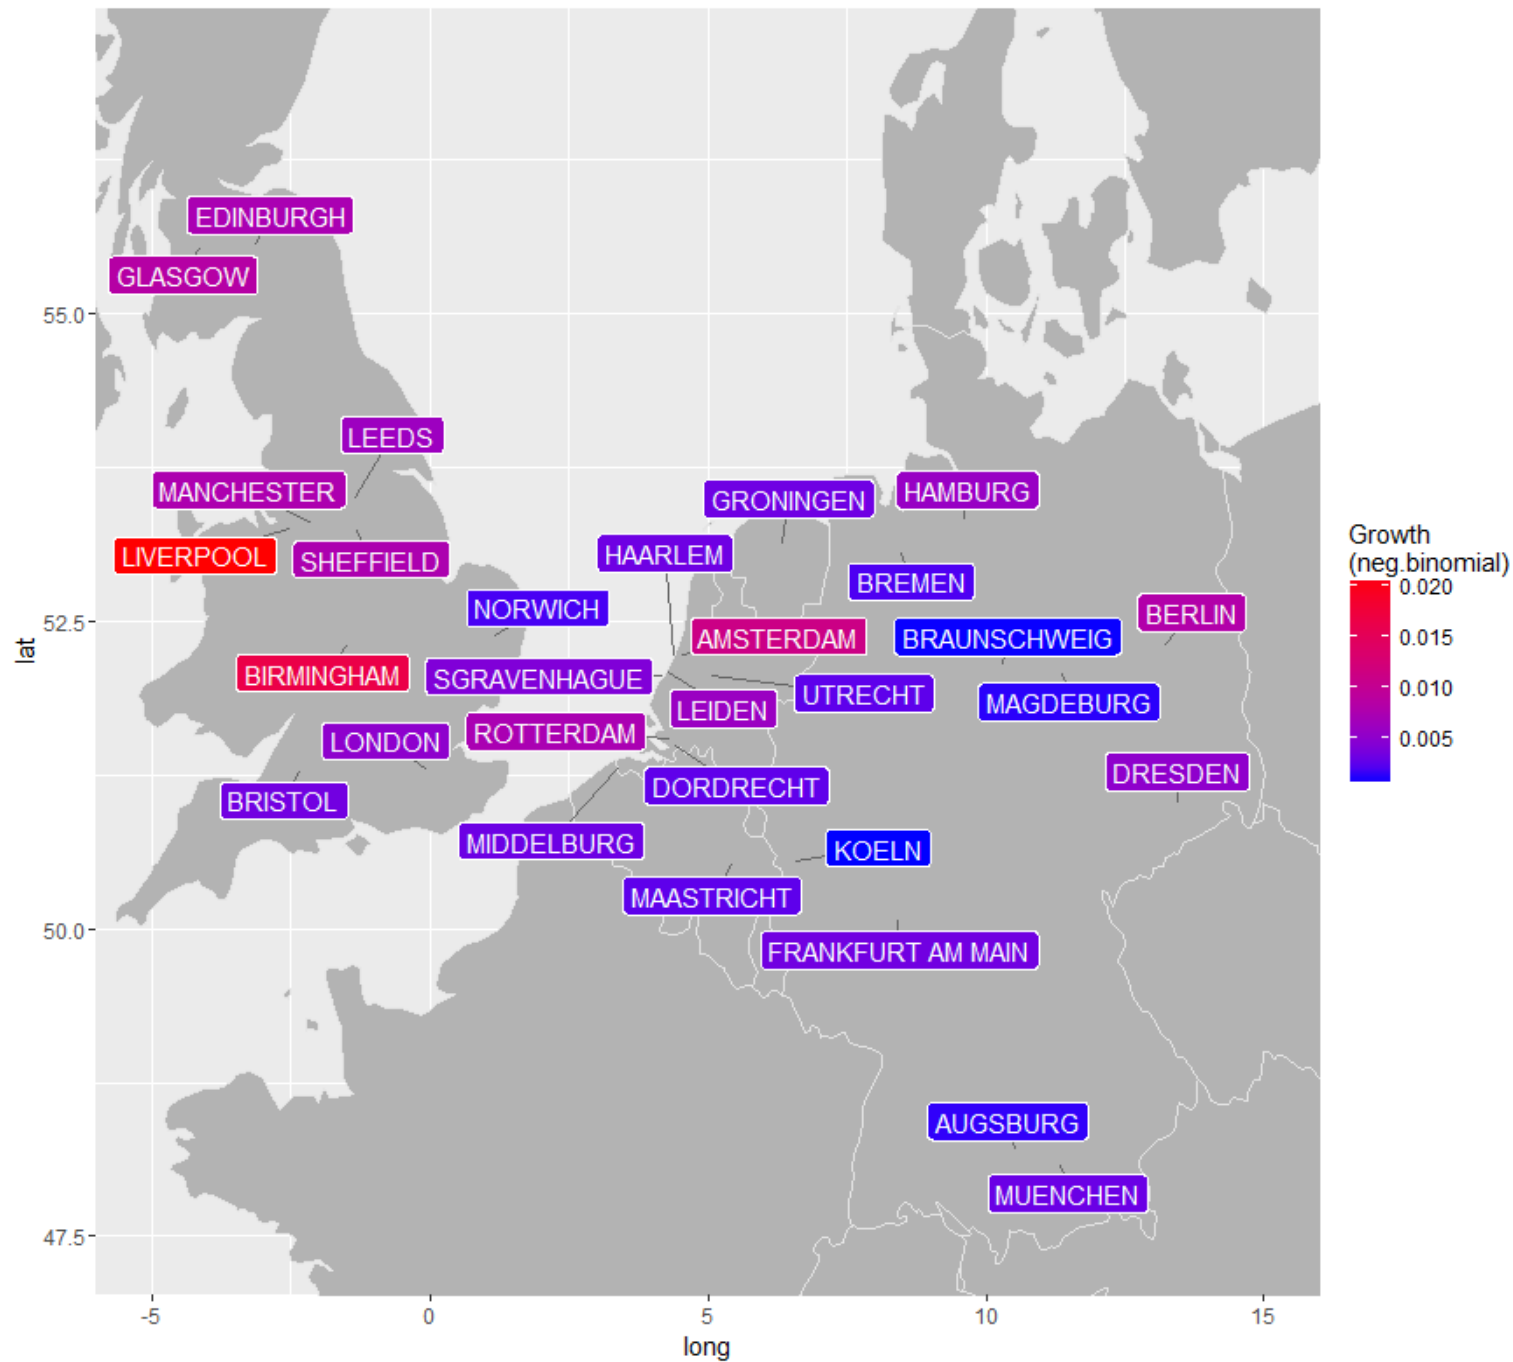 EDINBURGH
GLASGOW
55.0
LEEDS
MANCHESTER
GRONINGEN
HAMBURG
LIVERPOOL
SHEFFIELD
HAARLEM
BREMEN
NORWICH
BERLIN
52.5
AMSTERDAM
BRAUNSCHWEIG
lat
BIRMINGHAM
SGRAVENHAGUE
UTRECHT
LEIDEN
MAGDEBURG
LONDON
ROTTERDAM
DORDRECHT
DRESDEN
BRISTOL
MIDDELBURG
KOELN
MAASTRICHT
50.0
FRANKFURT AM MAIN
AUGSBURG
MUENCHEN
47.5
-5
0
5
10
15
long
Growth
(neg.binomial)
0.020
0.015
0.010
0.005